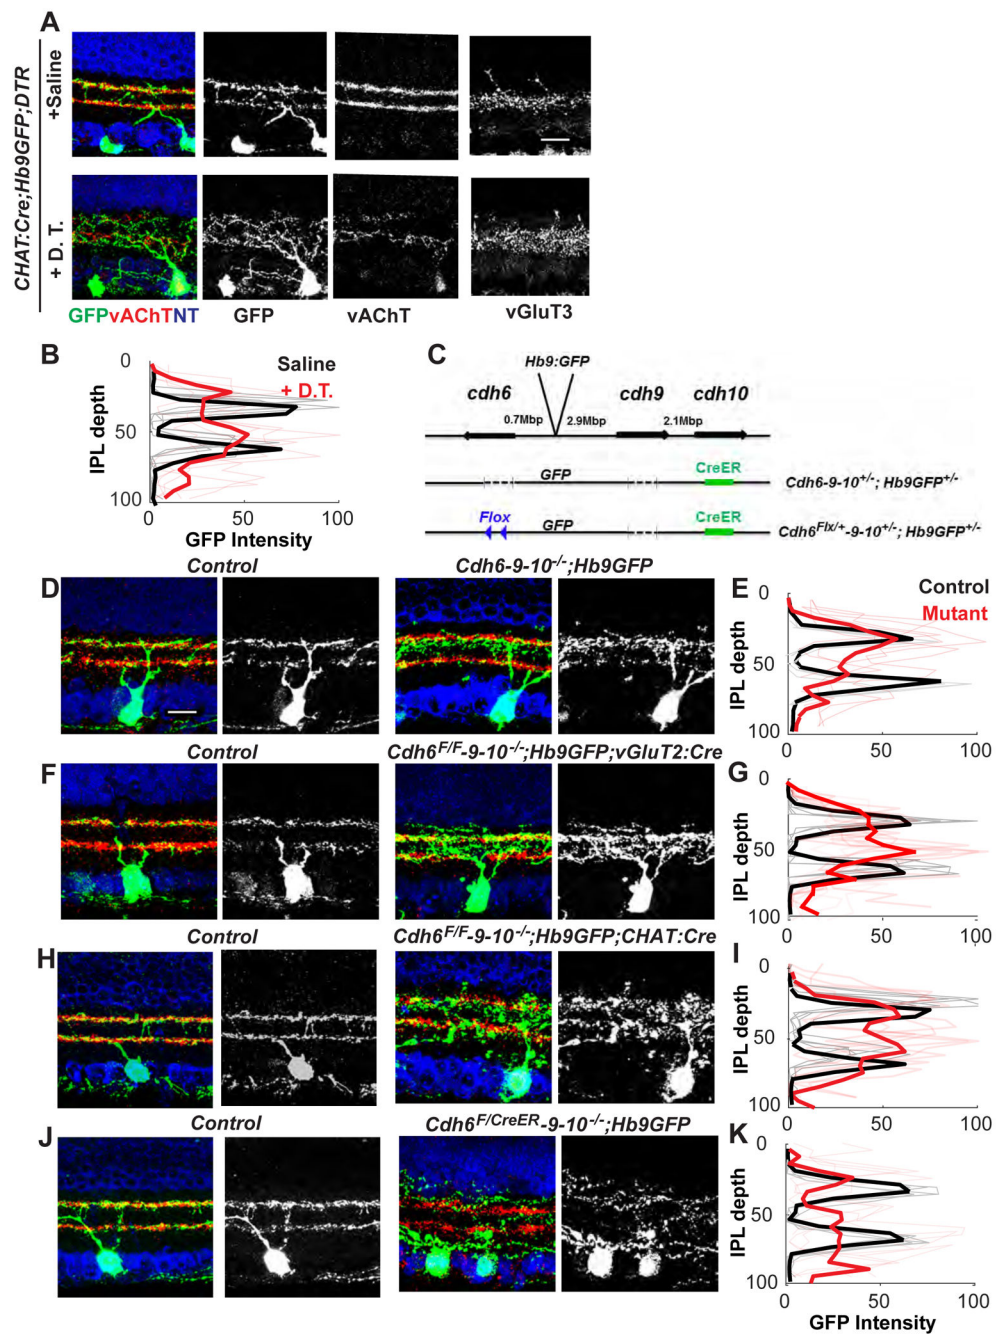 A
CHAT:Cre;Hb9GFP;DTR
+Saline
+ D. T.
GFPvAChTNT
GFP
vAChT
vGluT3
B
Saline
+ D.T.
IPL depth
0
50
100
0
50
100
GFP Intensity
C
Hb9:GFP
cdh6
cdh9
cdh10
0.7Mbp
2.9Mbp
2.1Mbp
GFP
CreER
Cdh6-9-10+/-; Hb9GFP+/-
Flox
GFP
CreER
Cdh6Flx/+-9-10+/-; Hb9GFP+/-
Control
Cdh6-9-10-/-;Hb9GFP
D
E
Control
Mutant
IPL depth
0
50
100
0
50
100
Control
Cdh6F/F-9-10-/-;Hb9GFP;vGluT2:Cre
F
G
IPL depth
0
50
100
0
50
100
Control
Cdh6F/F-9-10-/-;Hb9GFP;CHAT:Cre
H
I
IPL depth
0
50
100
0
50
100
Control
Cdh6F/CreER-9-10-/-;Hb9GFP
J
K
IPL depth
0
50
100
0
50
100
GFP Intensity